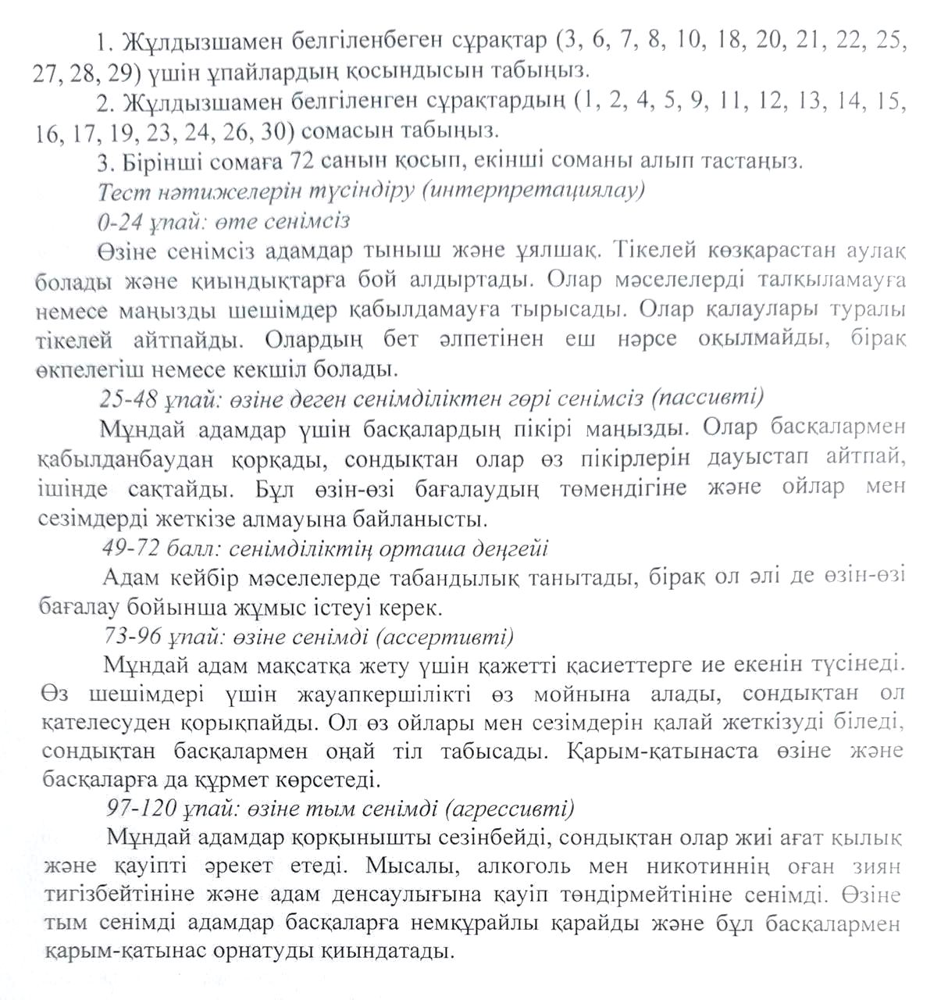 1. Жұлдызшамен белгіленбеген сұрақтар (3, 6, 7, 8, 10, 18, 20, 21, 22, 25,
27, 28, 29) үшін ұпайлардың қосындысын табыңыз.
2. Жұлдызшамен белгіленген сұрақтардың (1, 2, 4, 5, 9, 11, 12, 13, 14, 15,
16, 17, 19, 23, 24, 26, 30) сомасын табыңыз.
3. Бірінші сомаға 72 санын қосып, екінші соманы алып тастаңыз.
Тест нәтижелерін түсіндіру (интерпретациялау)
0-24 ұпай: өте сенімсіз
Өзіне сенімсіз адамдар тыныш және ұялшақ. Тікелей көзқарастан аулақ
болады және қиындықтарға бой алдыртады. Олар мәселелерді талқыламауға
немесе маңызды шешімдер қабылдамауға тырысады. Олар қалаулары туралы
тікелей айтпайды. Олардың бет әлпетінен еш нәрсе оқылмайды, бірақ
өкпелегіш немесе кекшіл болады.
25-48 ұпай: өзіне деген сенімділіктен гөрі сенімсіз (пассивті)
Мұндай адамдар үшін басқалардың пікірі маңызды. Олар басқалармен
қабылданбаудан қорқады, сондықтан олар өз пікірлерін дауыстап айтпай,
ішінде сақтайды. Бұл өзін-өзі бағалаудың төмендігіне және ойлар мен
сезімдерді жеткізе алмауына байланысты.
49-72 балл: сенімділіктің орташа деңгейі
Адам кейбір мәселелерде табандылық танытады, бірақ ол әлі де өзін-өзі
бағалау бойынша жұмыс істеуі керек.
73-96 ұпай: өзіне сенімді (ассертивті)
Мұндай адам мақсатқа жету үшін қажетті қасиеттерге ие екенін түсінеді.
Өз шешімдері үшін жауапкершілікті өз мойнына алады, сондықтан ол
қателесуден қорықпайды. Ол өз ойлары мен сезімдерін қалай жеткізуді біледі,
сондықтан басқалармен оңай тіл табысады. Қарым-қатынаста өзіне және
басқаларға да құрмет көрсетеді.
97-120 ұпай: өзіне тым сенімді (агрессивті)
Мұндай адамдар қорқынышты сезінбейді, сондықтан олар жиі ағат қылық
және қауіпті әрекет етеді. Мысалы, алкоголь мен никотиннің оған зиян
тигізбейтініне және адам денсаулығына қауіп төндірмейтініне сенімді. Өзіне
тым сенімді адамдар басқаларға немқұрайлы қарайды және бұл басқалармен
қарым-қатынас орнатуды қиындатады.